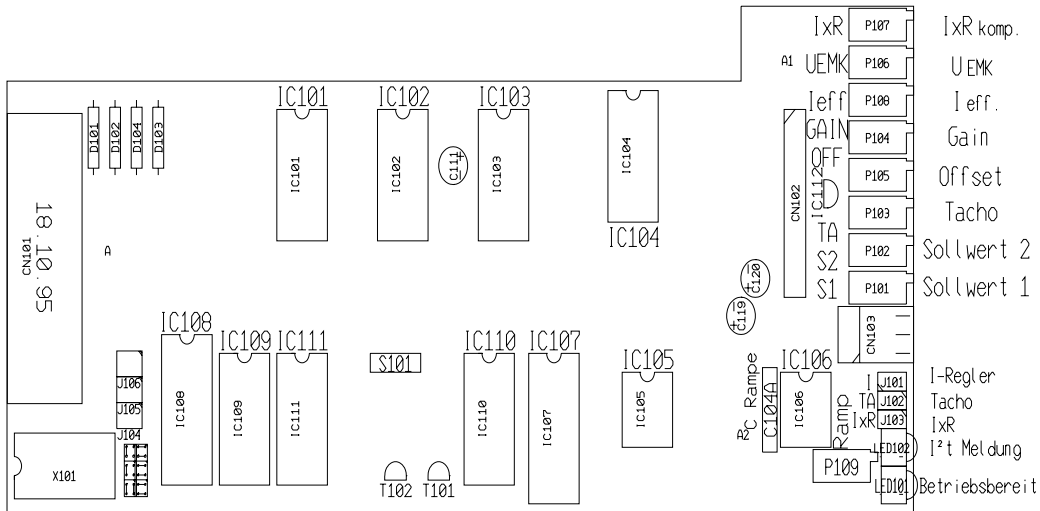 IxR P107 IxR komp.
A1 UEMK P106 U EMK
Ieff P108 I eff.
GAIN P104 Gain
OFF P105 Offset
P103 Tacho
TA P102 Sollwert 2
S2
S1 P101 Sollwert 1
IC101 IC102 IC103
D101 D102 D104 D103
IC101 IC102 C111 + IC103 IC104
IC104
CN102 IC112
CN101 18.10.95
A
C120 + -
C119 + -
CN103
IC108 IC109 IC111 IC110 IC107 IC105 IC106
S101
J106
J105
J104
IC108 IC109 IC111 IC110 IC107 IC105 IC106
A2 C Rampe C104A
Ramp
I J101 I-Regler
TA J102 Tacho
IxR J103 IxR
LED102 I²t Meldung
P109
LED101 Betriebsbereit
X101
T102 T101